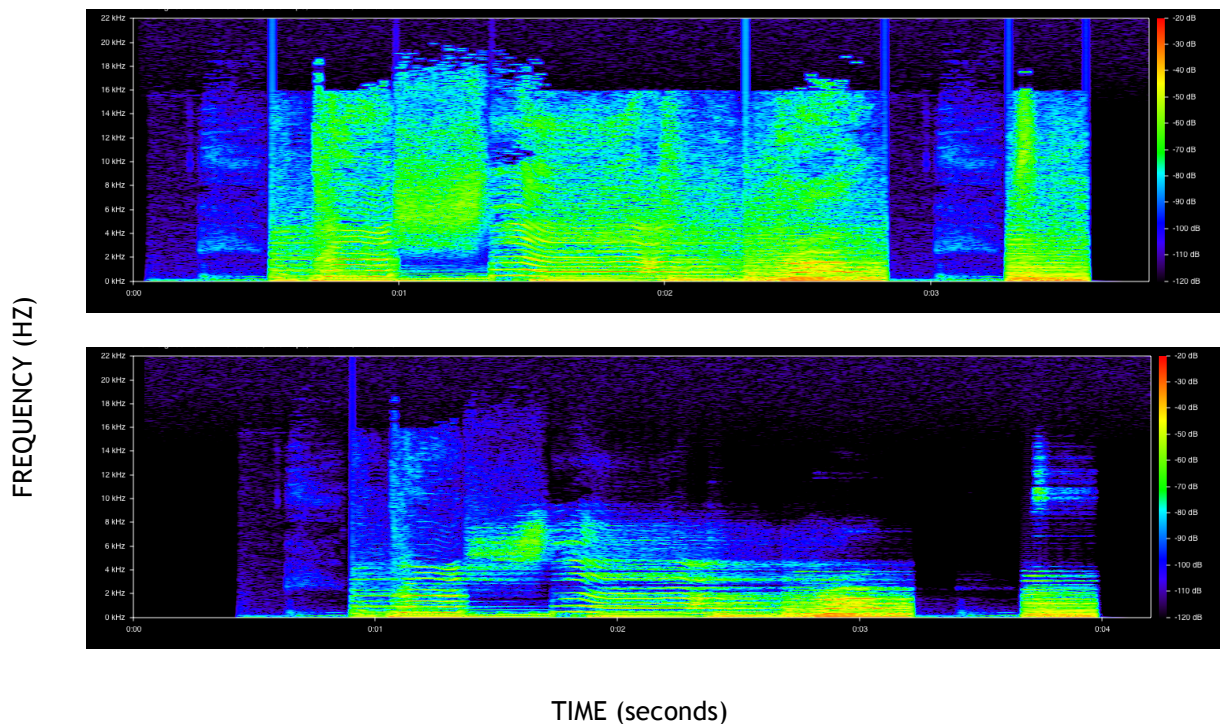 22 kHz
20 kHz
18 kHz
16 kHz
14 kHz
12 kHz
10 kHz
8 kHz
6 kHz
4 kHz
2 kHz
0 kHz
0:00 0:01 0:02 0:03
-20 dB
-30 dB
-40 dB
-50 dB
-60 dB
-70 dB
-80 dB
-90 dB
-100 dB
-110 dB
-120 dB
FREQUENCY (HZ)
22 kHz
20 kHz
18 kHz
16 kHz
14 kHz
12 kHz
10 kHz
8 kHz
6 kHz
4 kHz
2 kHz
0 kHz
0:00 0:01 0:02 0:03 0:04
-20 dB
-30 dB
-40 dB
-50 dB
-60 dB
-70 dB
-80 dB
-90 dB
-100 dB
-110 dB
-120 dB
TIME (seconds)